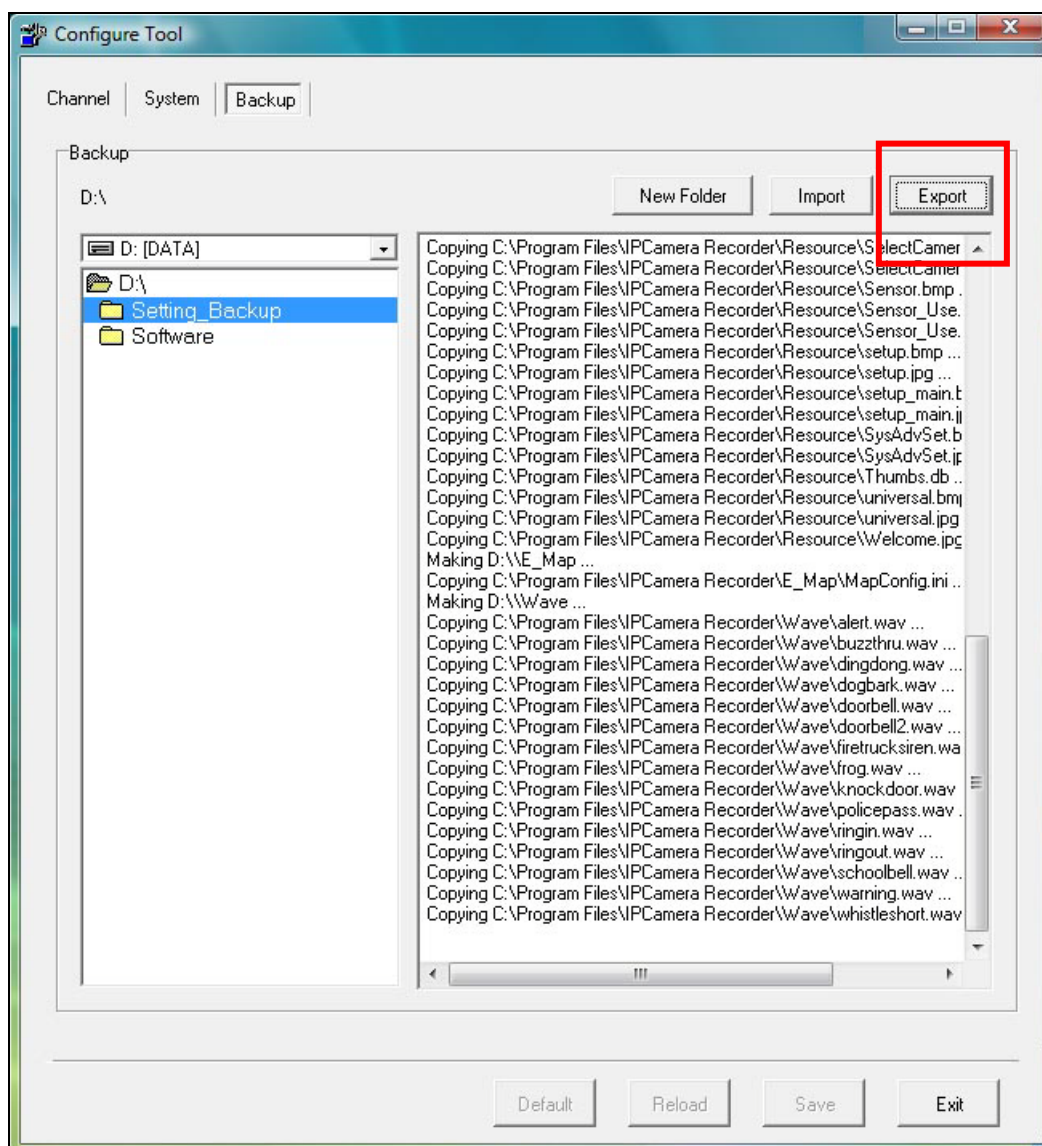 Configure Tool
Channel
System
Backup
Backup
D:\
New Folder
Import
Export
D: [DATA]
D:\
Setting_Backup
Software
Copying C:\Program Files\IPCamera Recorder\Resource\SelectCamer
Copying C:\Program Files\IPCamera Recorder\Resource\SelectCamer
Copying C:\Program Files\IPCamera Recorder\Resource\Sensor.bmp .
Copying C:\Program Files\IPCamera Recorder\Resource\Sensor_Use.
Copying C:\Program Files\IPCamera Recorder\Resource\Sensor_Use.
Copying C:\Program Files\IPCamera Recorder\Resource\setup.bmp ...
Copying C:\Program Files\IPCamera Recorder\Resource\setup.jpg ...
Copying C:\Program Files\IPCamera Recorder\Resource\setup_main.b
Copying C:\Program Files\IPCamera Recorder\Resource\setup_main.j
Copying C:\Program Files\IPCamera Recorder\Resource\SysAdvSet.b
Copying C:\Program Files\IPCamera Recorder\Resource\SysAdvSet.jp
Copying C:\Program Files\IPCamera Recorder\Resource\Thumbs.db ..
Copying C:\Program Files\IPCamera Recorder\Resource\universal.bmp
Copying C:\Program Files\IPCamera Recorder\Resource\universal.jpg
Copying C:\Program Files\IPCamera Recorder\Resource\Welcome.jpg
Making D:\\E_Map ...
Copying C:\Program Files\IPCamera Recorder\E_Map\MapConfig.ini ..
Making D:\\Wave ...
Copying C:\Program Files\IPCamera Recorder\Wave\alert.wav ...
Copying C:\Program Files\IPCamera Recorder\Wave\buzzthru.wav ...
Copying C:\Program Files\IPCamera Recorder\Wave\dingdong.wav ...
Copying C:\Program Files\IPCamera Recorder\Wave\dogbark.wav ...
Copying C:\Program Files\IPCamera Recorder\Wave\doorbell.wav ...
Copying C:\Program Files\IPCamera Recorder\Wave\doorbell2.wav ...
Copying C:\Program Files\IPCamera Recorder\Wave\firetrucksiren.wa
Copying C:\Program Files\IPCamera Recorder\Wave\frog.wav ...
Copying C:\Program Files\IPCamera Recorder\Wave\knockdoor.wav
Copying C:\Program Files\IPCamera Recorder\Wave\policepass.wav .
Copying C:\Program Files\IPCamera Recorder\Wave\ringin.wav ...
Copying C:\Program Files\IPCamera Recorder\Wave\ringout.wav ...
Copying C:\Program Files\IPCamera Recorder\Wave\schoolbell.wav ..
Copying C:\Program Files\IPCamera Recorder\Wave\warning.wav ...
Copying C:\Program Files\IPCamera Recorder\Wave\whistleshort.wav
Default
Reload
Save
Exit